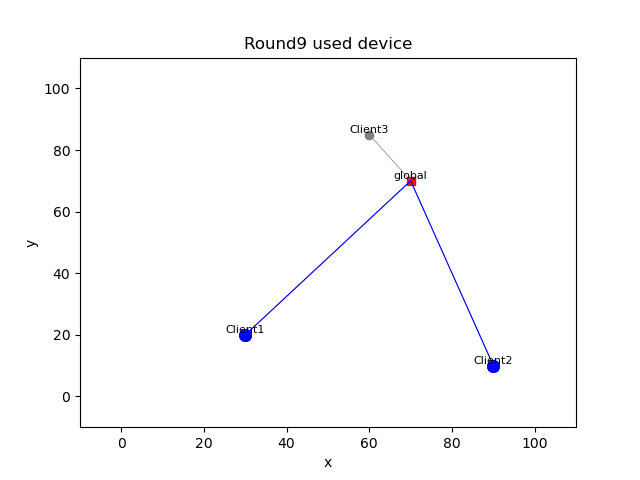 Round9 used device
100
80
60
40
20
0
y
Client3
global
Client1
Client2
0 20 40 60 80 100
x